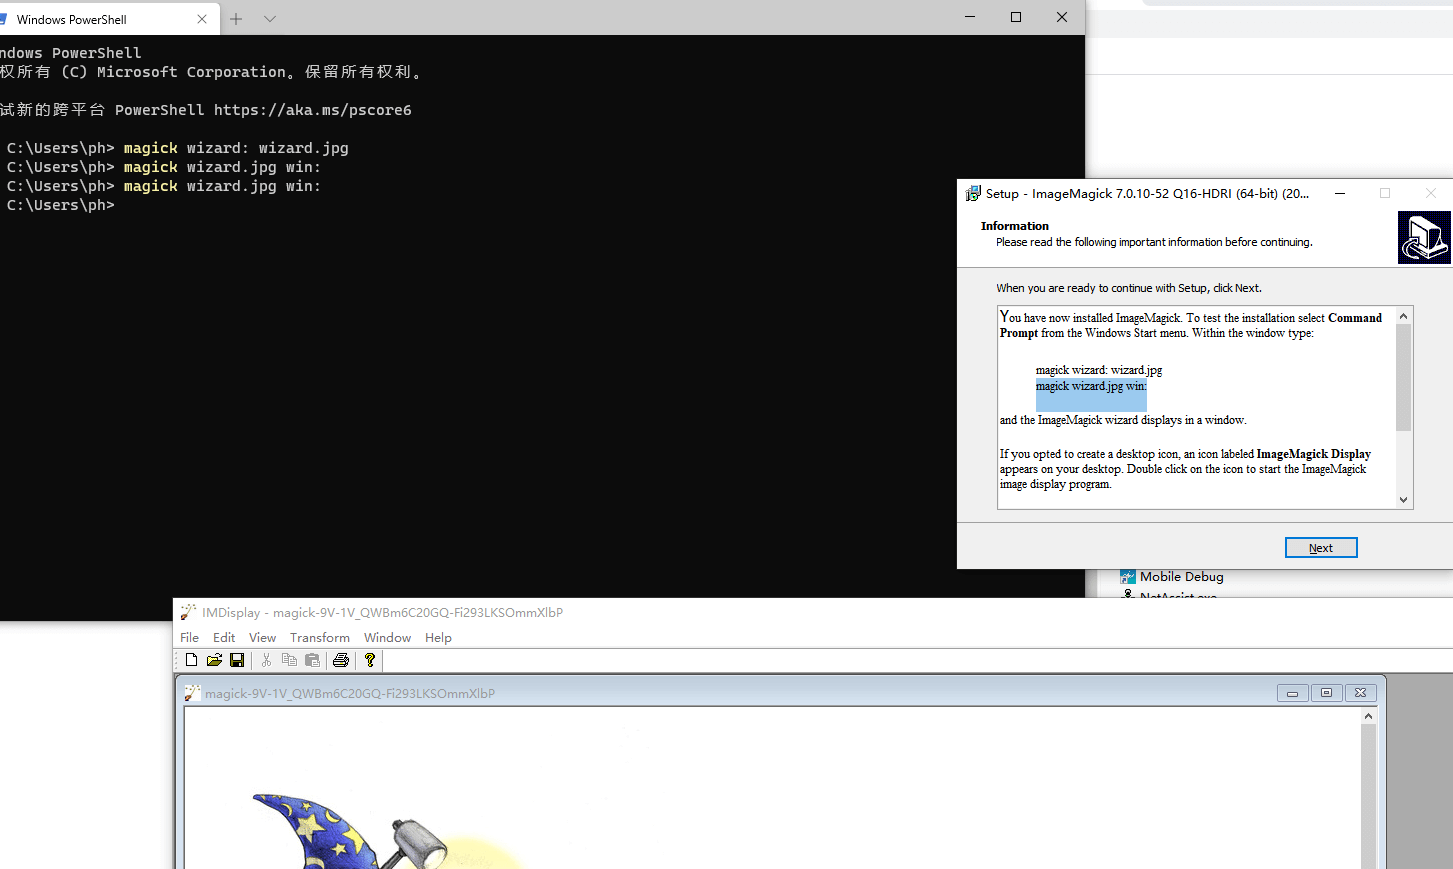 Windows PowerShell
ndows PowerShell
权所有 (C) Microsoft Corporation。保留所有权利。
试新的跨平台 PowerShell https://aka.ms/pscore6
C:\Users\ph> magick wizard: wizard.jpg
C:\Users\ph> magick wizard.jpg win:
C:\Users\ph> magick wizard.jpg win:
C:\Users\ph>
Setup - ImageMagick 7.0.10-52 Q16-HDRI (64-bit) (20...
Information
Please read the following important information before continuing.
When you are ready to continue with Setup, click Next.
You have now installed ImageMagick. To test the installation select Command
Prompt from the Windows Start menu. Within the window type:
magick wizard: wizard.jpg
magick wizard.jpg win:
and the ImageMagick wizard displays in a window.
If you opted to create a desktop icon, an icon labeled ImageMagick Display
appears on your desktop. Double click on the icon to start the ImageMagick
image display program.
Next
Mobile Debug
NetAssist.exe
IMDisplay - magick-9V-1V_QWBm6C20GQ-Fi293LKSOmmXlbP
File Edit View Transform Window Help
magick-9V-1V_QWBm6C20GQ-Fi293LKSOmmXlbP